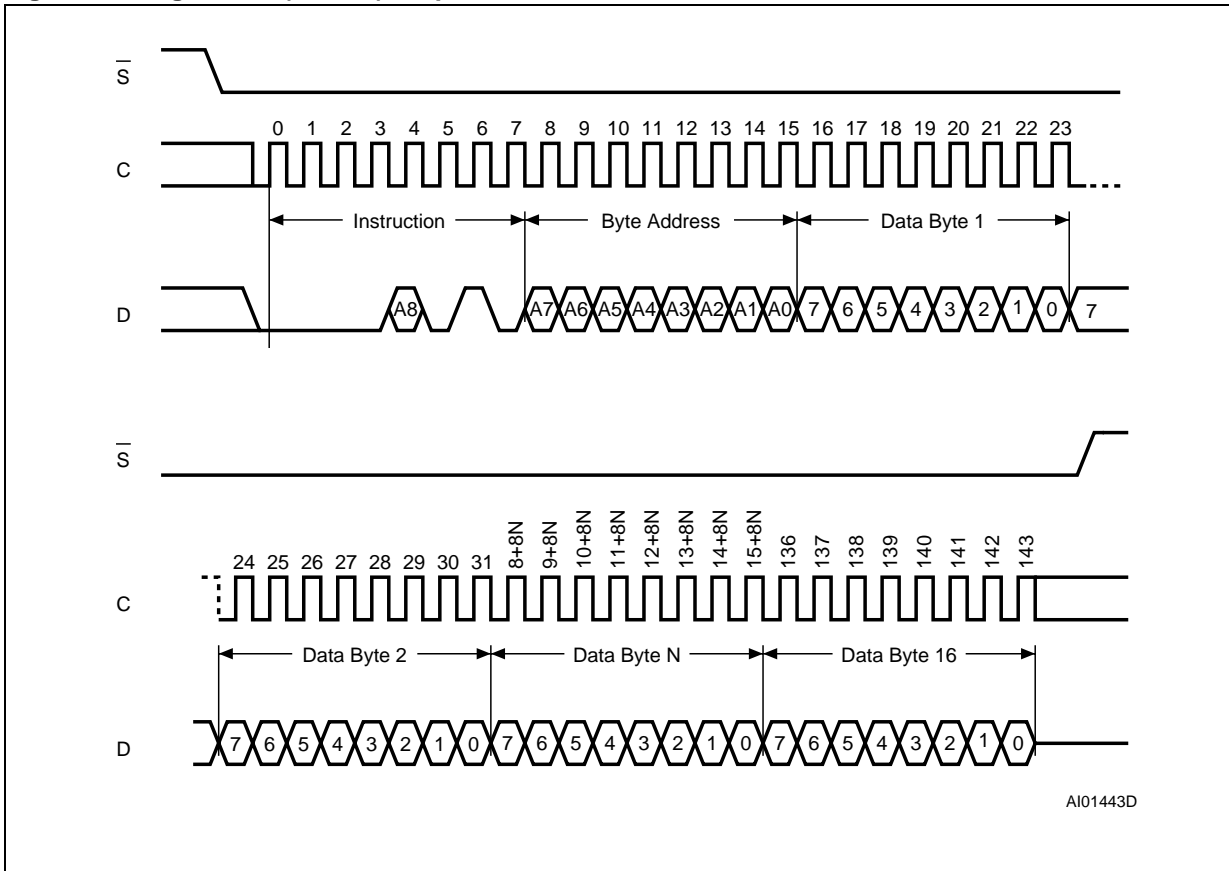 S
0 1 2 3 4 5 6 7 8 9 10 11 12 13 14 15 16 17 18 19 20 21 22 23
C
Instruction Byte Address Data Byte 1
D
A8 A7 A6 A5 A4 A3 A2 A1 A0 7 6 5 4 3 2 1 0 7
S
24 25 26 27 28 29 30 31 8+8N 9+8N 10+8N 11+8N 12+8N 13+8N 14+8N 15+8N 136 137 138 139 140 141 142 143
C
Data Byte 2 Data Byte N Data Byte 16
D
7 6 5 4 3 2 1 0 7 6 5 4 3 2 1 0 7 6 5 4 3 2 1 0
AI01443D